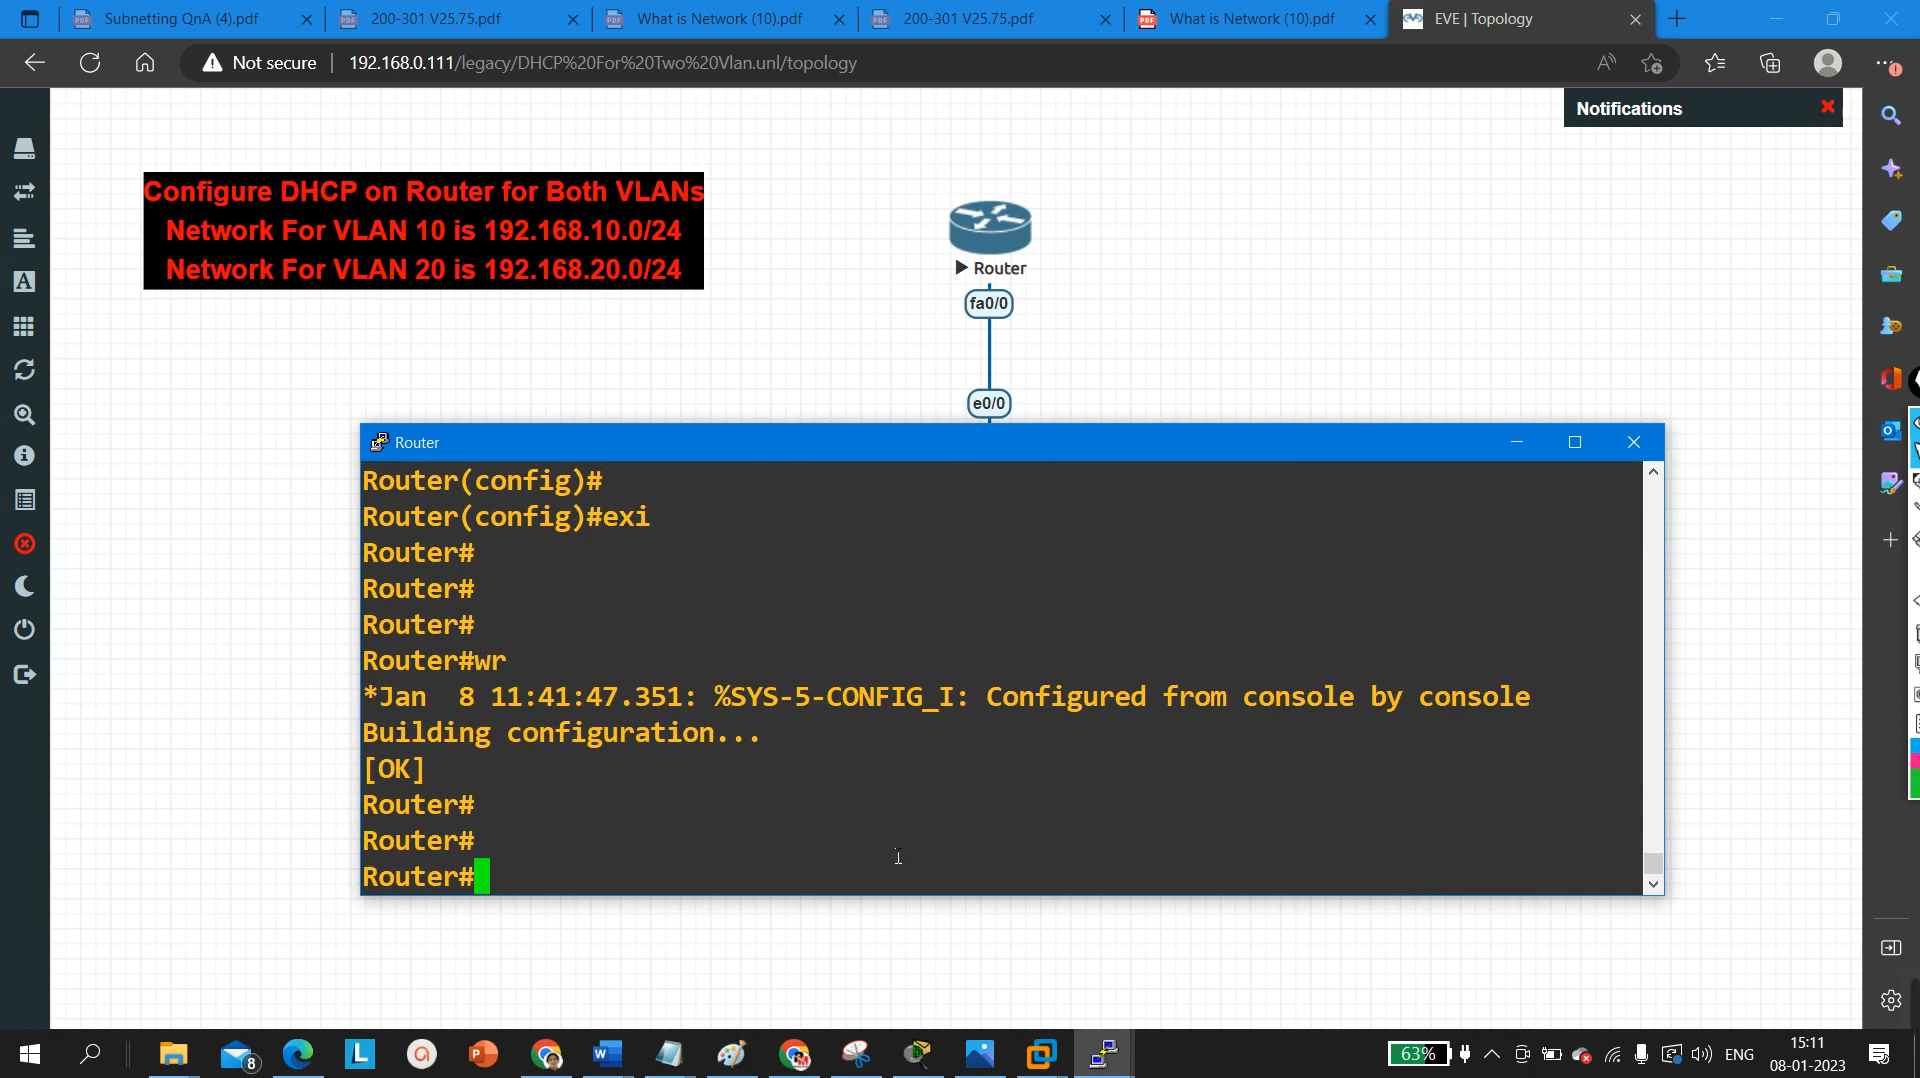 Subnetting QnA (4).pdf
200-301 V25.75.pdf
What is Network (10).pdf
200-301 V25.75.pdf
What is Network (10).pdf
EVE | Topology
Not secure
192.168.0.111/legacy/DHCP%20For%20Two%20Vlan.unl/topology
Notifications
Configure DHCP on Router for Both VLANs
Network For VLAN 10 is 192.168.10.0/24
Network For VLAN 20 is 192.168.20.0/24
Router
fa0/0
e0/0
Router
Router(config)#
Router(config)#exi
Router#
Router#
Router#
Router#wr
*Jan  8 11:41:47.351: %SYS-5-CONFIG_I: Configured from console by console
Building configuration...
[OK]
Router#
Router#
Router#
8
63%
ENG
15:11
08-01-2023